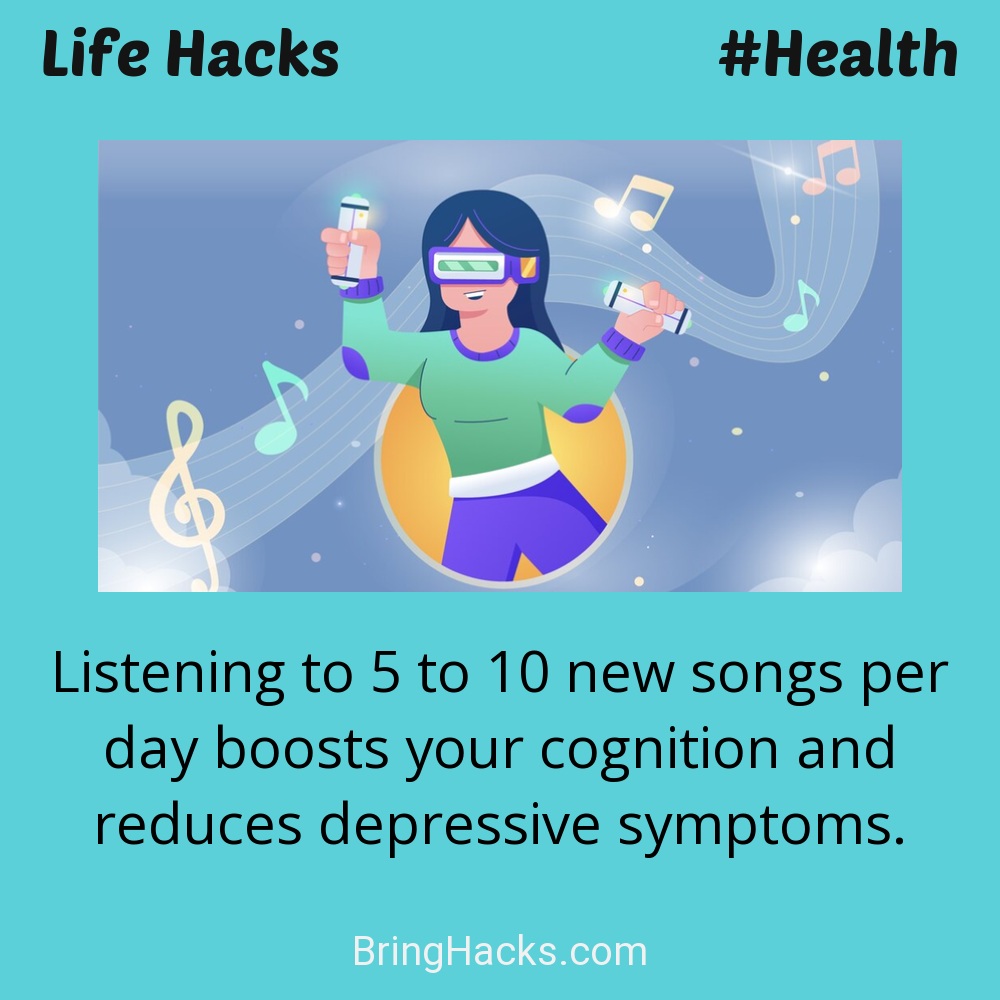 Life Hacks
#Health
Listening to 5 to 10 new songs per
day boosts your cognition and
reduces depressive symptoms.
BringHacks.com